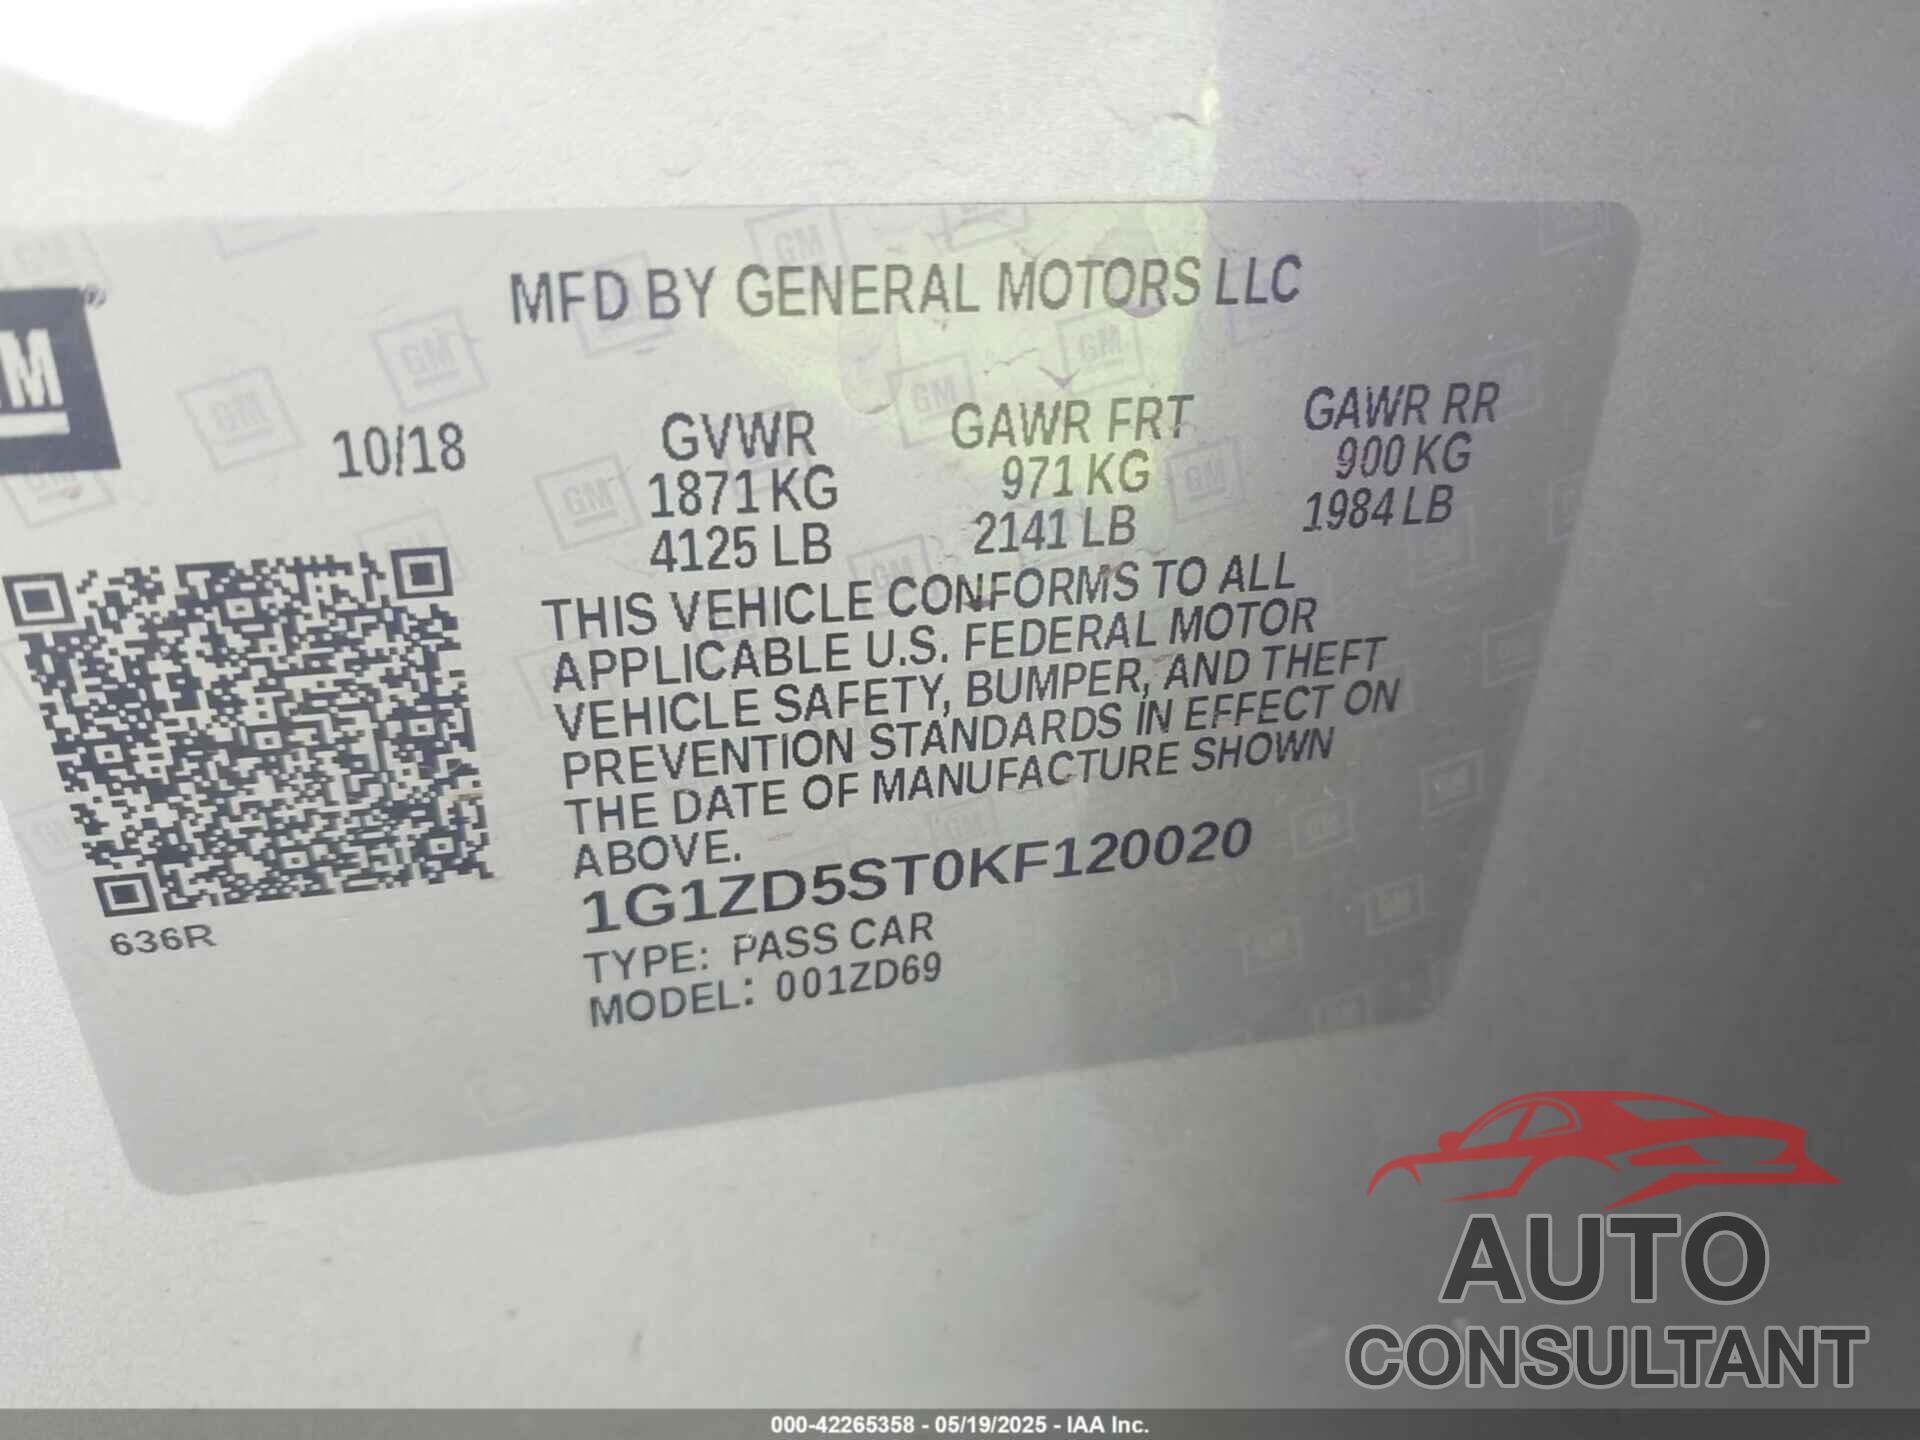 MFD BY GENERAL MOTORS LLC
GM
10/18
GVWR
1871 KG
4125 LB
GAWR FRT
971 KG
2141 LB
GAWR RR
900 KG
1984 LB
THIS VEHICLE CONFORMS TO ALL
APPLICABLE U.S. FEDERAL MOTOR
VEHICLE SAFETY, BUMPER, AND THEFT
PREVENTION STANDARDS IN EFFECT ON
THE DATE OF MANUFACTURE SHOWN
ABOVE.
1G1ZD5ST0KF120020
TYPE: PASS CAR
MODEL: 001ZD69
636R
AUTO
CONSULTANT
000-42265358 - 05/19/2025 - IAA Inc.